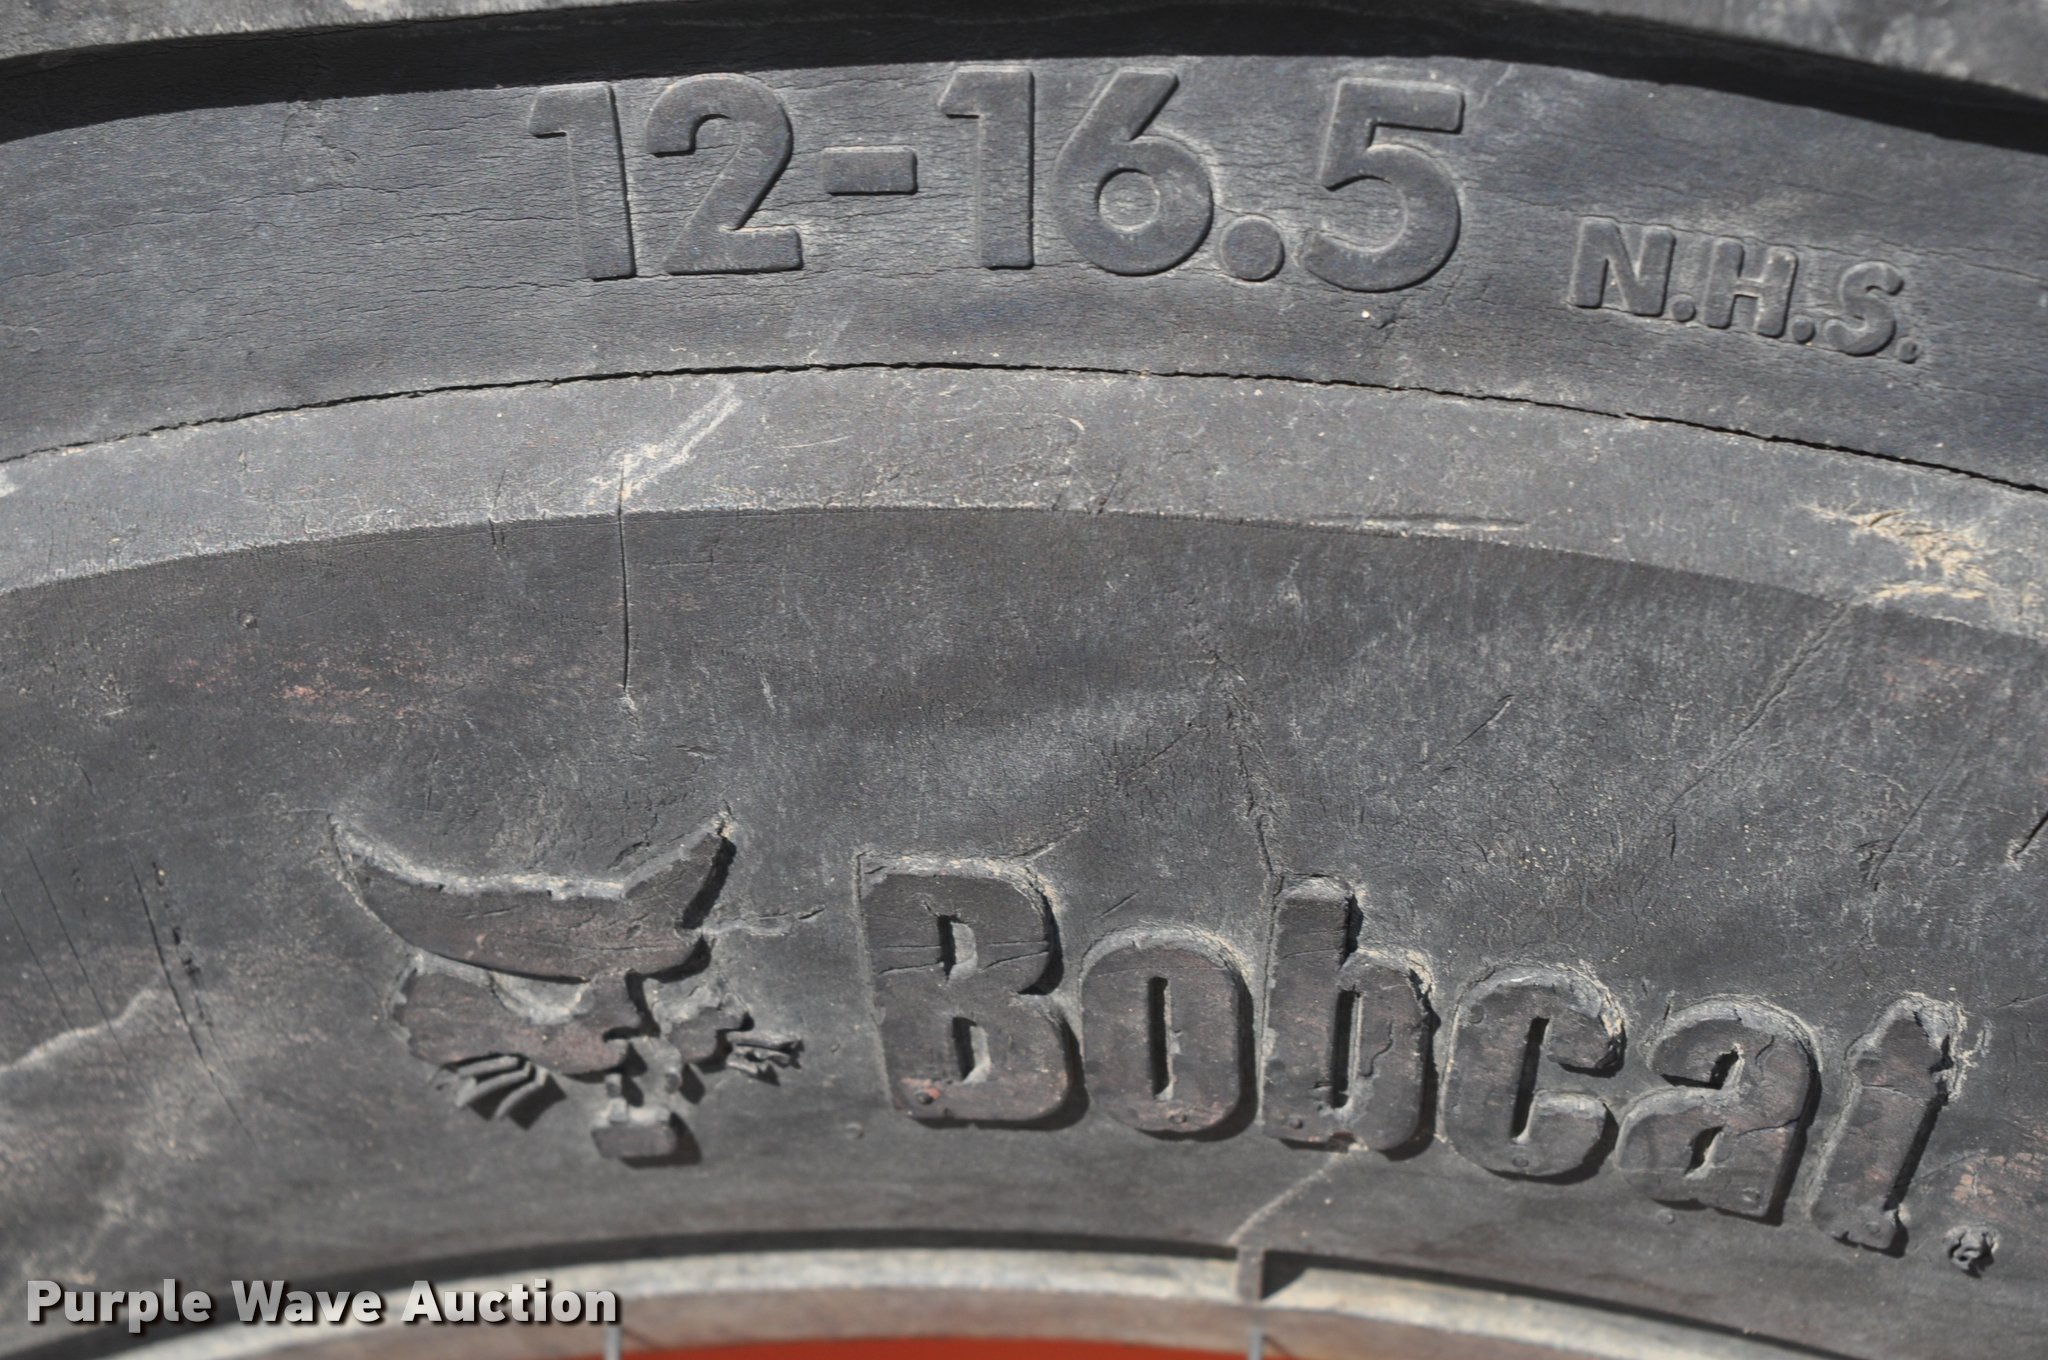 12-16.5 N.H.S.
Bobcat
Purple Wave Auction